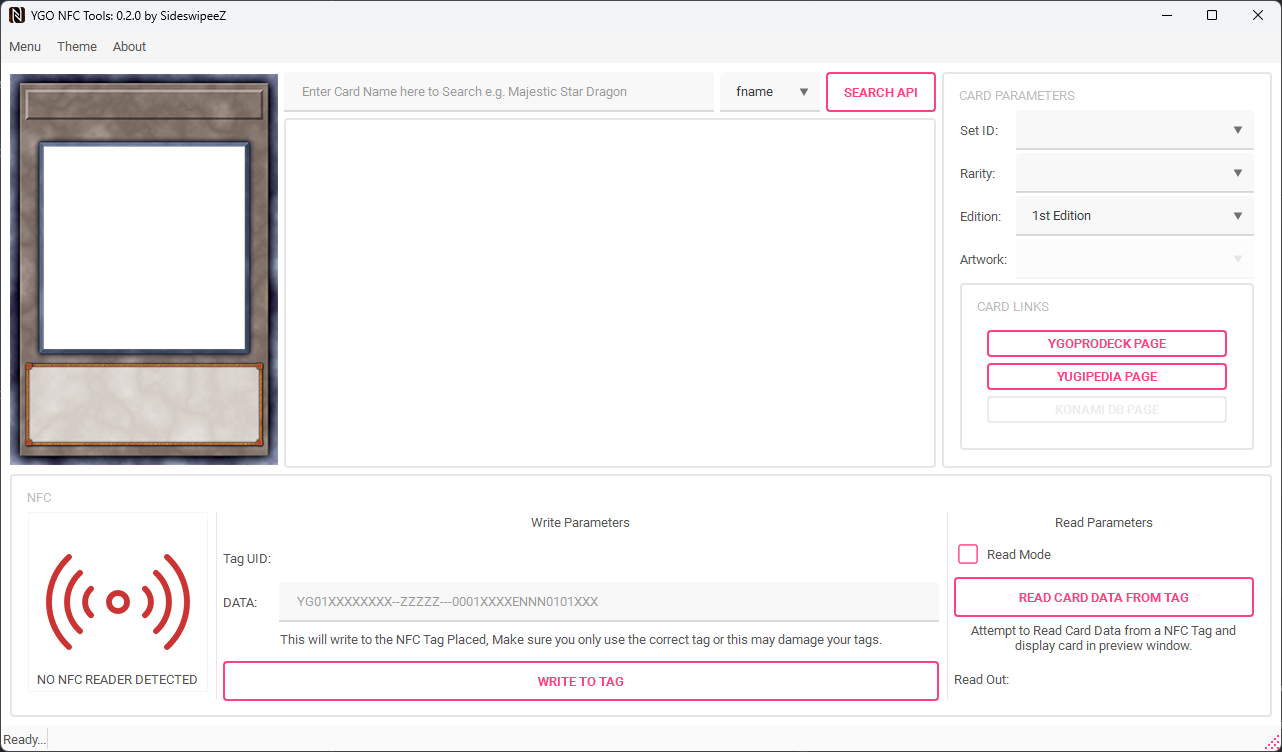 YGO NFC Tools: 0.2.0 by SideswipeeZ
Menu Theme About
Enter Card Name here to Search e.g. Majestic Star Dragon
fname
SEARCH API
CARD PARAMETERS
Set ID:
Rarity:
Edition: 1st Edition
Artwork:
CARD LINKS
YGOPRODECK PAGE
YUGIPEDIA PAGE
KONAMI DB PAGE
NFC
NO NFC READER DETECTED
Write Parameters
Tag UID:
DATA: YG01XXXXXXXX--ZZZZZ---0001XXXXENNN0101XXX
This will write to the NFC Tag Placed, Make sure you only use the correct tag or this may damage your tags.
WRITE TO TAG
Read Parameters
Read Mode
READ CARD DATA FROM TAG
Attempt to Read Card Data from a NFC Tag and
display card in preview window.
Read Out:
Ready...